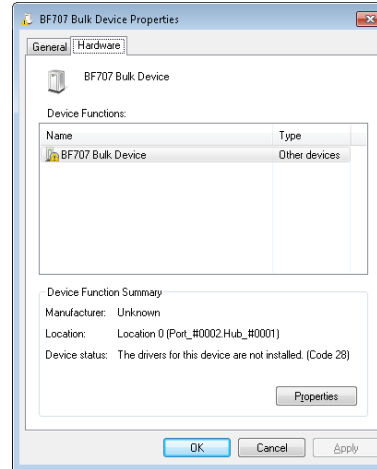 BF707 Bulk Device Properties
General Hardware
BF707 Bulk Device
Device Functions:
Name Type
BF707 Bulk Device Other devices
Device Function Summary
Manufacturer: Unknown
Location: Location 0 (Port_#0002.Hub_#0001)
Device status: The drivers for this device are not installed. (Code 28)
Properties
OK Cancel Apply